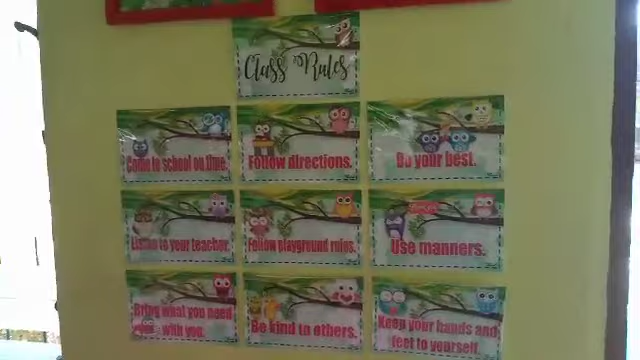 Class Rules
Come to school on time.
Follow directions.
Do your best.
Listen to your teacher.
Follow playground rules.
Use manners.
Bring what you need
with you.
Be kind to others.
Keep your hands and
feet to yourself.